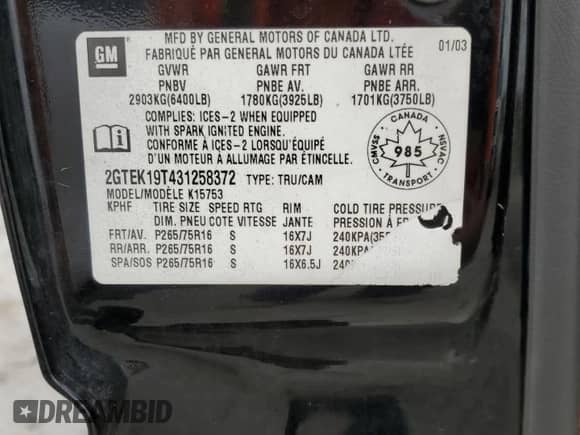 MFD BY GENERAL MOTORS OF CANADA LTD.
FABRIQUÉ PAR GENERAL MOTORS DU CANADA LTÉE
01/03
GM
GVWR GAWR FRT GAWR RR
PNBV PNBE AV. PNBE ARR.
2903KG(6400LB) 1780KG(3925LB) 1701KG(3750LB)
COMPLIES: ICES-2 WHEN EQUIPPED
WITH SPARK IGNITED ENGINE.
CONFORME À ICES-2 LORSQU'ÉQUIPÉ
D'UN MOTEUR À ALLUMAGE PAR ÉTINCELLE.
CANADA
CMVSS 985 NSVAC
TRANSPORT
2GTEK19T431258372 TYPE: TRU/CAM
MODEL/MODÈLE K15753
KPHF TIRE SIZE SPEED RTG RIM COLD TIRE PRESSURE
DIM. PNEU COTE VITESSE JANTE PRESSION À
FRT/AV. P265/75R16 S 16X7J 240KPA(35
RR/ARR. P265/75R16 S 16X7J 240KPA
SPA/SOS P265/75R16 S 16X6.5J 240
DREAMBID